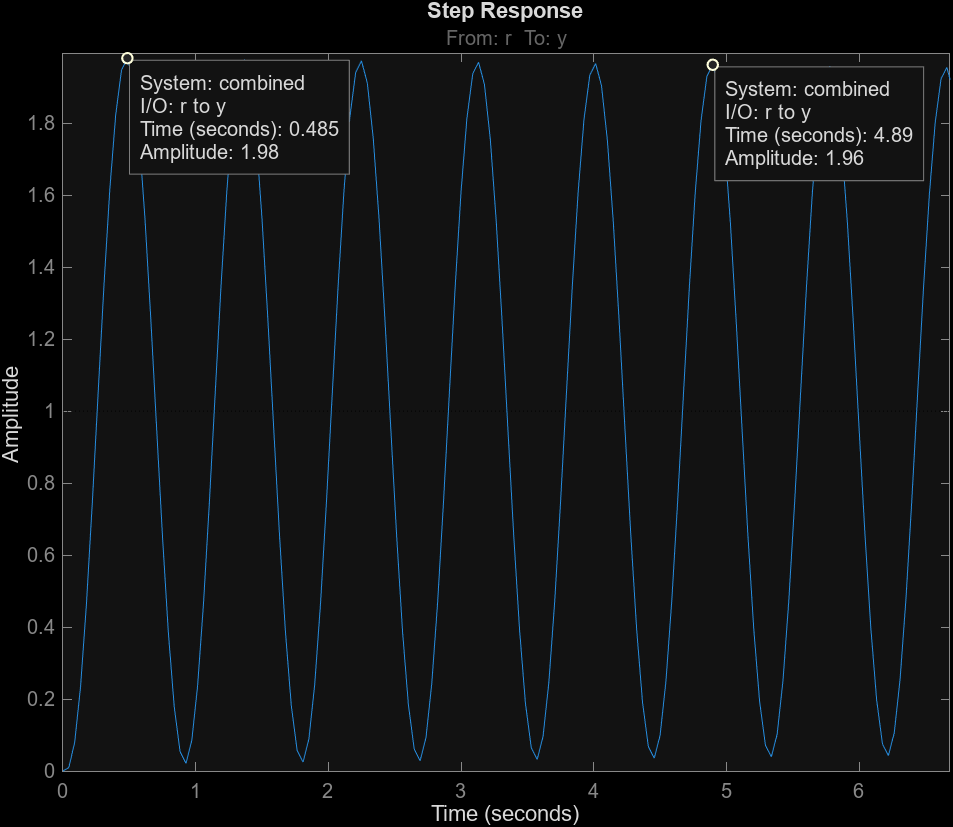 Step Response
From: r  To: y
System: combined
I/O: r to y
Time (seconds): 0.485
Amplitude: 1.98
System: combined
I/O: r to y
Time (seconds): 4.89
Amplitude: 1.96
Amplitude
1.8
1.6
1.4
1.2
1
0.8
0.6
0.4
0.2
0
0 1 2 3 4 5 6
Time (seconds)